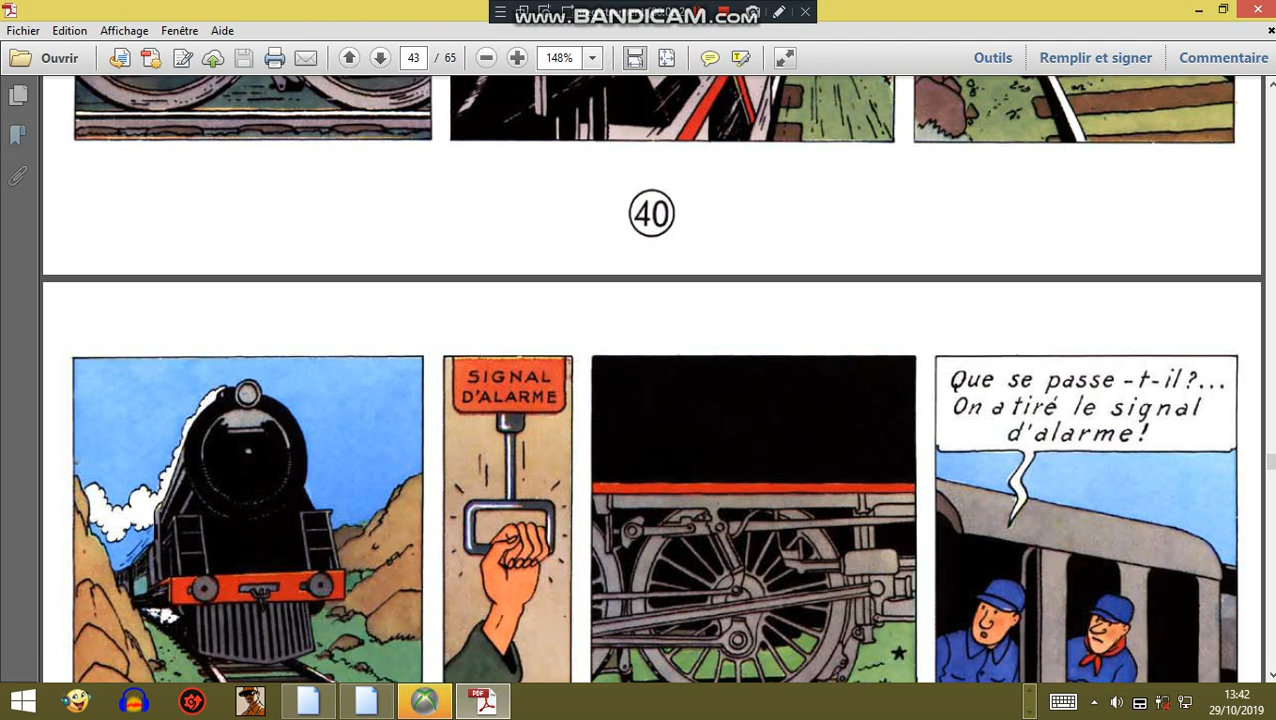 www.BANDICAM.com
Fichier Edition Affichage Fenêtre Aide
Ouvrir 43 / 65 148% Outils Remplir et signer Commentaire
40
SIGNAL
D'ALARME
Que se passe-t-il?...
On a tiré le signal
d'alarme!
PDF
13:42
29/10/2019